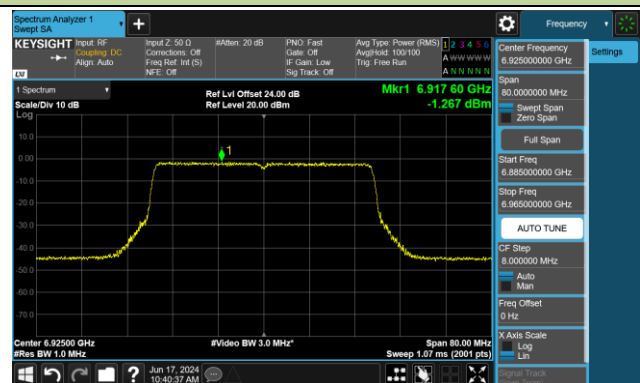 Spectrum Analyzer 1
Swept SA
Frequency
KEYSIGHT
Input: RF
Coupling: DC
Align: Auto
Input Z: 50 Ω
Corrections: Off
Freq Ref: Int (S)
NFE: Off
#Atten: 20 dB
PNO: Fast
Gate: Off
IF Gain: Low
Sig Track: Off
Avg Type: Power (RMS)
Avg|Hold: 100/100
Trig: Free Run
1 2 3 4 5 6
A W W W W W
A N N N N N
LXI
1 Spectrum
Scale/Div 10 dB
Log
Ref Lvl Offset 24.00 dB
Ref Level 20.00 dBm
Mkr1 6.917 60 GHz
-1.267 dBm
1
10.0
0.00
-10.0
-20.0
-30.0
-40.0
-50.0
-60.0
-70.0
Center 6.92500 GHz
#Res BW 1.0 MHz
#Video BW 3.0 MHz*
Span 80.00 MHz
Sweep 1.07 ms (2001 pts)
Center Frequency
6.925000000 GHz
Settings
Span
80.0000000 MHz
Swept Span
Zero Span
Full Span
Start Freq
6.885000000 GHz
Stop Freq
6.965000000 GHz
AUTO TUNE
CF Step
8.000000 MHz
Auto
Man
Freq Offset
0 Hz
X Axis Scale
Log
Lin
Signal Track
?
Jun 17, 2024
10:40:37 AM